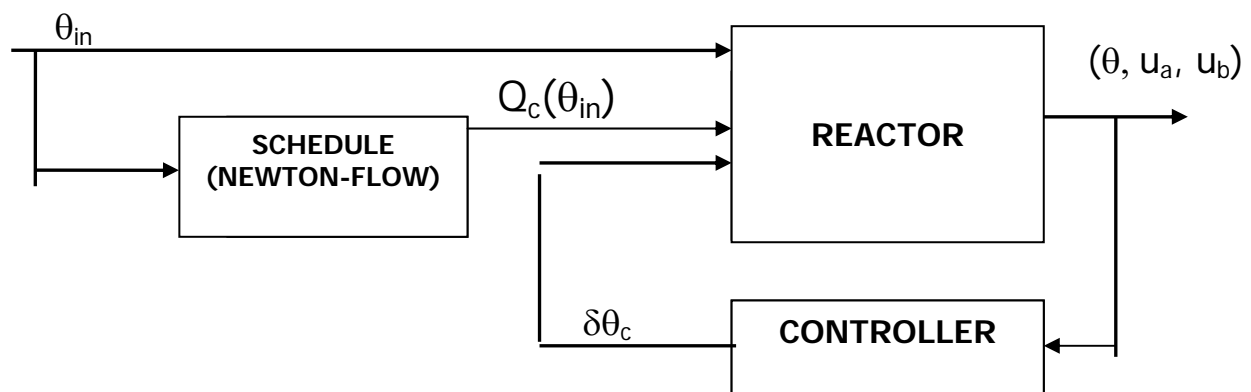 θin
(θ, ua, ub)
Qc(θin)
SCHEDULE
(NEWTON-FLOW)
REACTOR
δθc
CONTROLLER